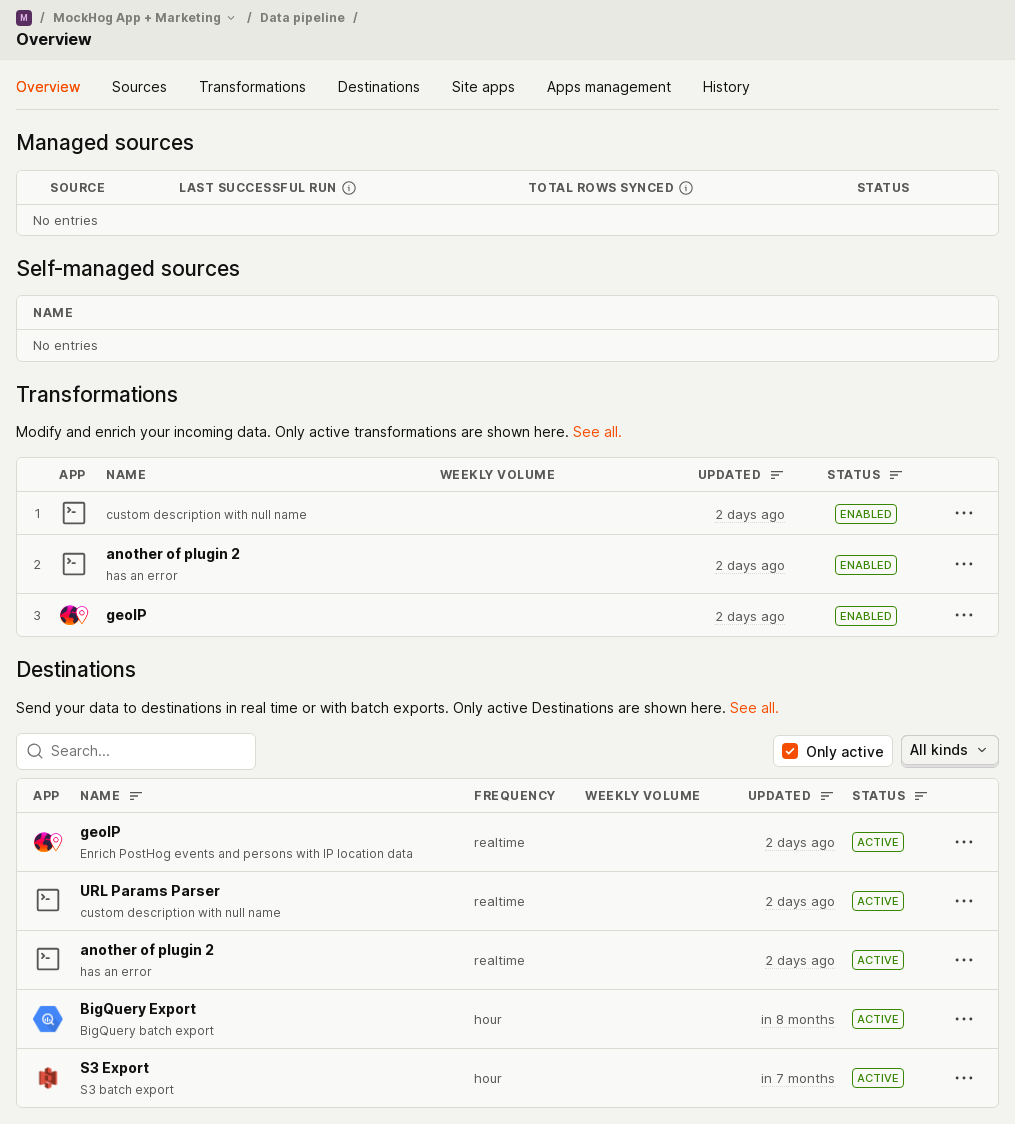 M / MockHog App + Marketing / Data pipeline /
Overview
Overview Sources Transformations Destinations Site apps Apps management History
Managed sources
SOURCE LAST SUCCESSFUL RUN TOTAL ROWS SYNCED STATUS
No entries
Self-managed sources
NAME
No entries
Transformations
Modify and enrich your incoming data. Only active transformations are shown here. See all.
APP NAME WEEKLY VOLUME UPDATED STATUS
1 custom description with null name 2 days ago ENABLED
another of plugin 2
2 2 days ago ENABLED
has an error
3 geoIP 2 days ago ENABLED
Destinations
Send your data to destinations in real time or with batch exports. Only active Destinations are shown here. See all.
Search... Only active All kinds
APP NAME FREQUENCY WEEKLY VOLUME UPDATED STATUS
geoIP
realtime 2 days ago ACTIVE
Enrich PostHog events and persons with IP location data
URL Params Parser
realtime 2 days ago ACTIVE
custom description with null name
another of plugin 2
realtime 2 days ago ACTIVE
has an error
BigQuery Export
hour in 8 months ACTIVE
BigQuery batch export
S3 Export
hour in 7 months ACTIVE
S3 batch export